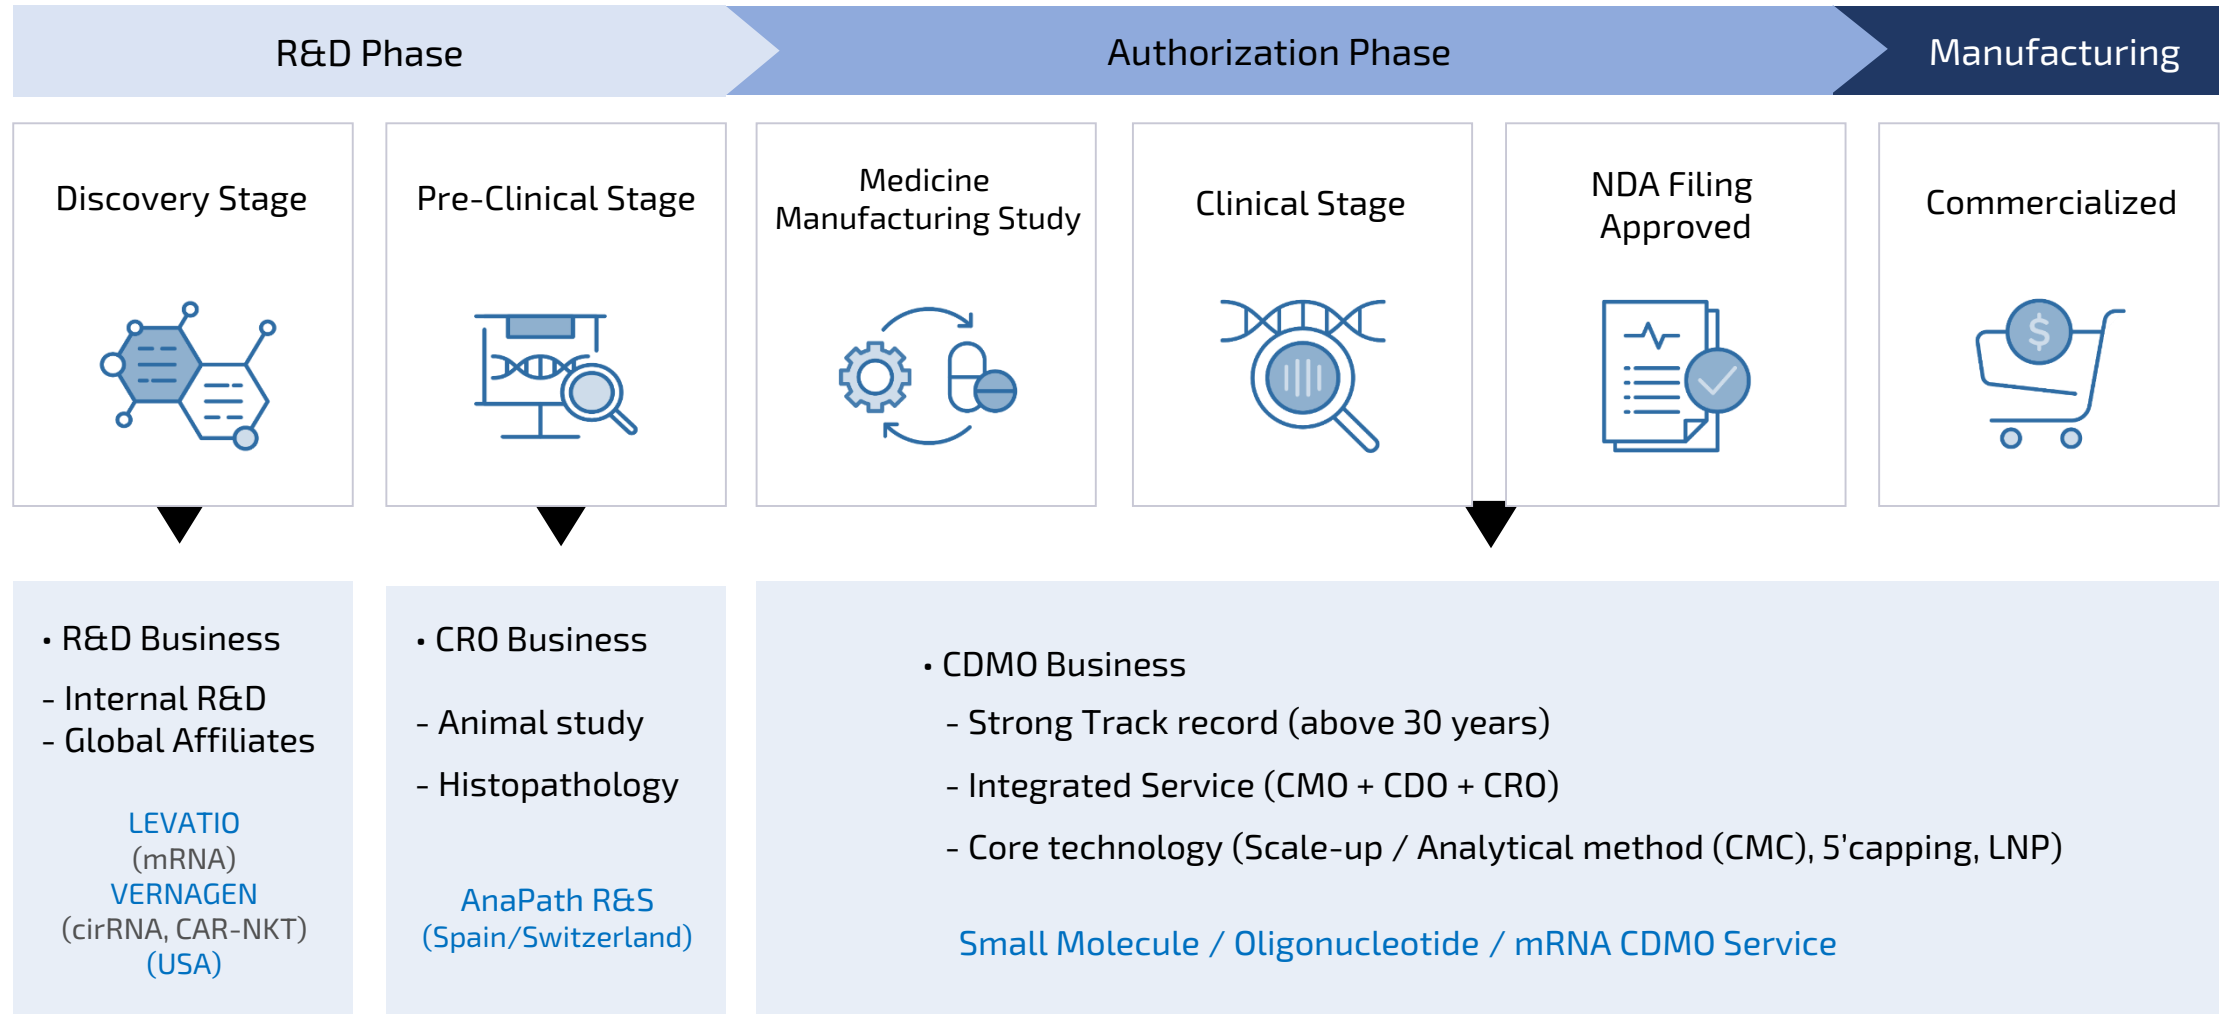 R&D Phase
Authorization Phase
Manufacturing
Discovery Stage
Pre-Clinical Stage
Medicine
Manufacturing Study
Clinical Stage
NDA Filing
Approved
Commercialized
$
· R&D Business
- Internal R&D
- Global Affiliates
LEVATIO
(mRNA)
VERNAGEN
(cirRNA, CAR-NKT)
(USA)
· CRO Business
- Animal study
- Histopathology
AnaPath R&S
(Spain/Switzerland)
· CDMO Business
- Strong Track record (above 30 years)
- Integrated Service (CMO + CDO + CRO)
- Core technology (Scale-up / Analytical method (CMC), 5’capping, LNP)
Small Molecule / Oligonucleotide / mRNA CDMO Service